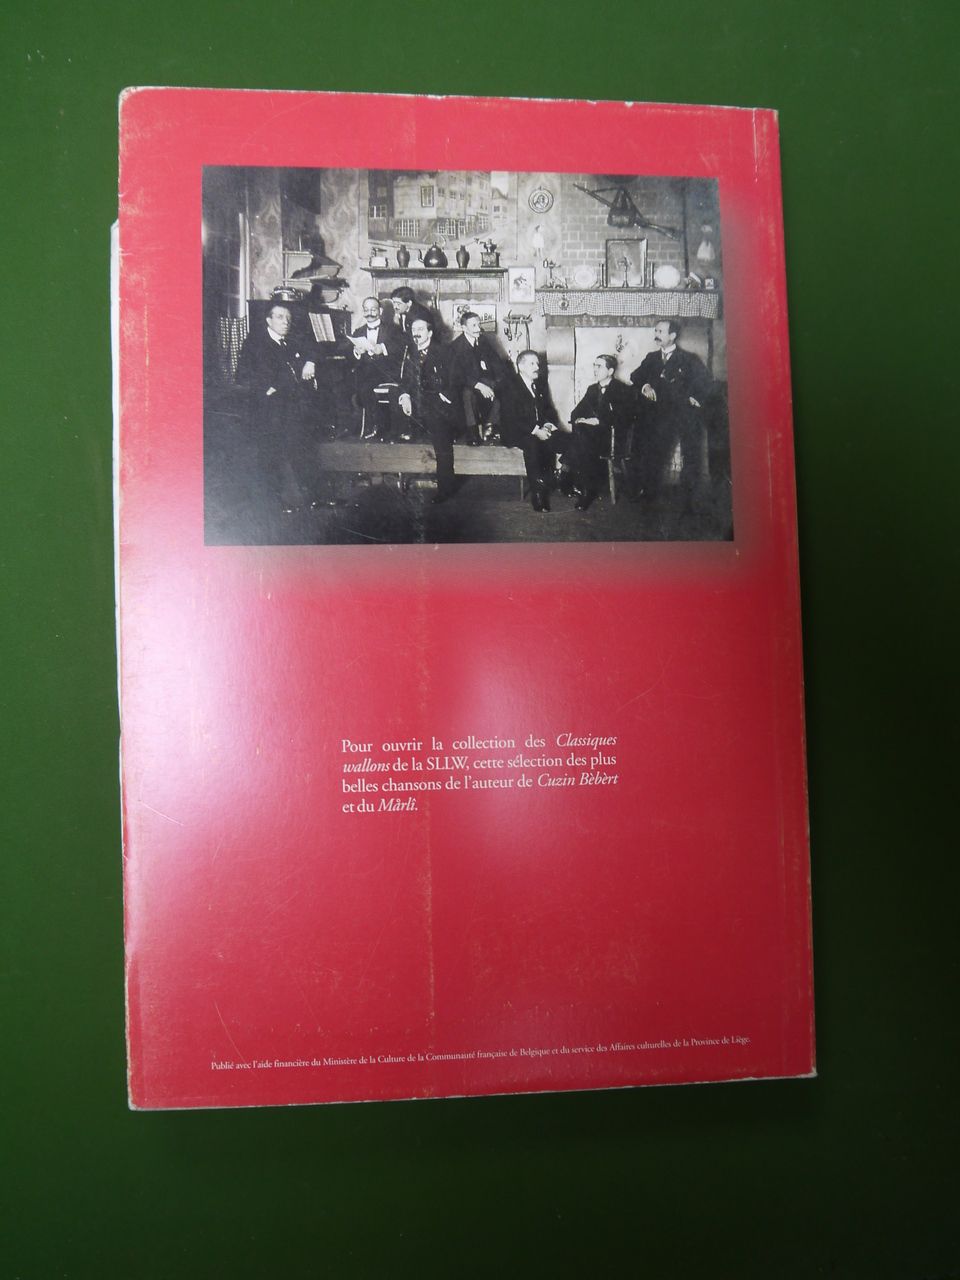 Pour ouvrir la collection des Classiques
wallons de la SLLW, cette sélection des plus
belles chansons de l'auteur de Cuzin Bèbèrt
et du Mårlî.
Publié avec l'aide financière du Ministère de la Culture de la Communauté française de Belgique et du service des Affaires culturelles de la Province de Liège.